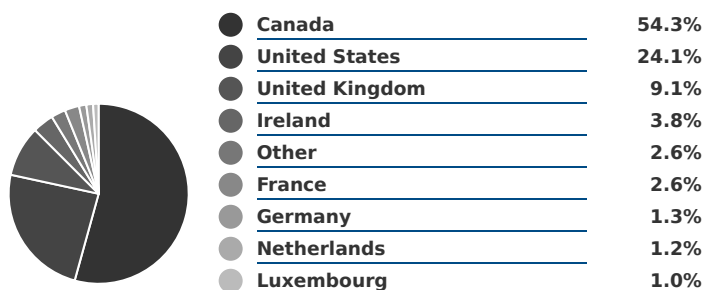 Canada 54.3%
United States 24.1%
United Kingdom 9.1%
Ireland 3.8%
Other 2.6%
France 2.6%
Germany 1.3%
Netherlands 1.2%
Luxembourg 1.0%